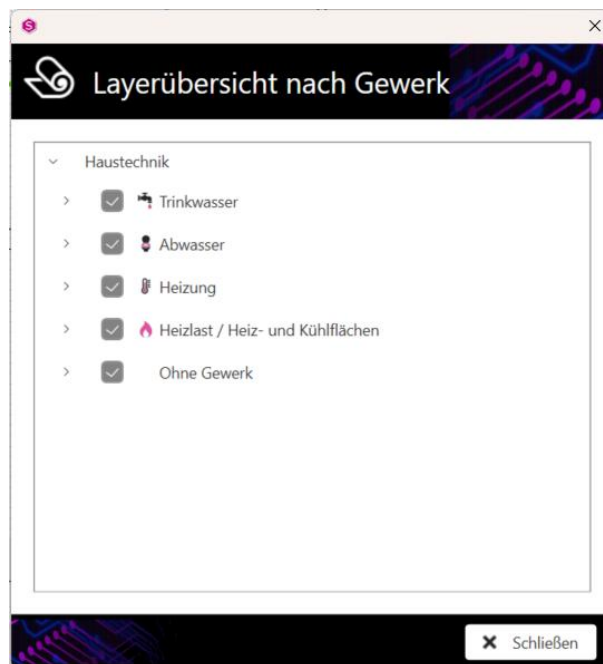 S
Layerübersicht nach Gewerk
Haustechnik
Trinkwasser
Abwasser
Heizung
Heizlast / Heiz- und Kühlflächen
Ohne Gewerk
Schließen